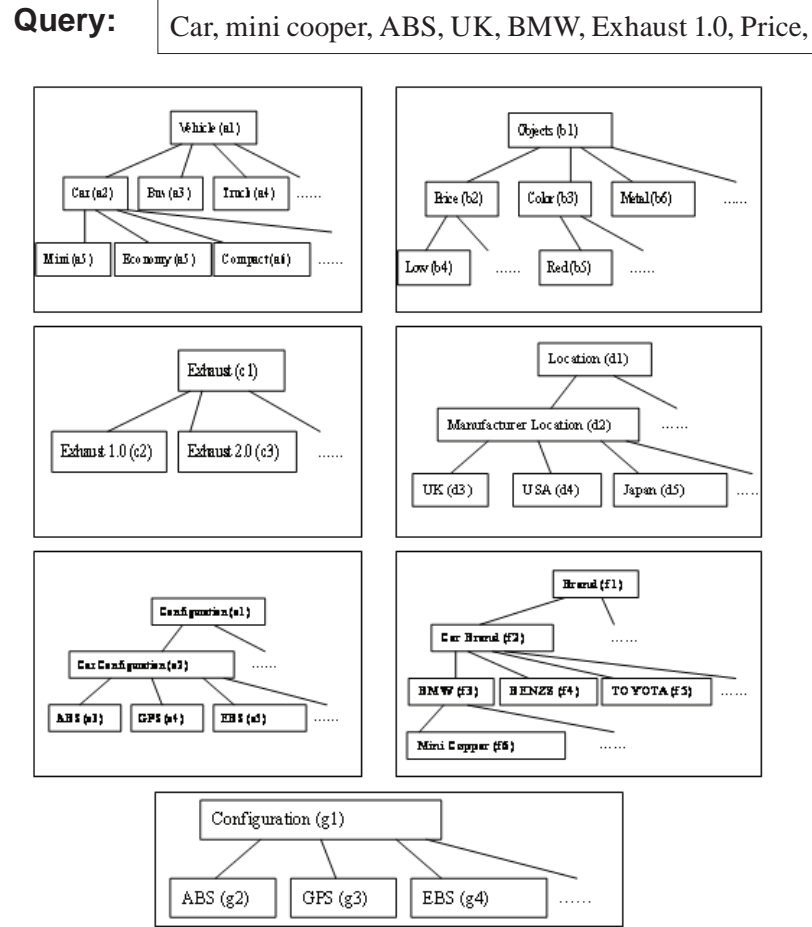 Query: Car, mini cooper, ABS, UK, BMW, Exhaust 1.0, Price,
Vehicle (a1)
Car (a2) Bus (a3) Truck (a4) ......
Mini (a5) Economy (a5) Compact (a6) ......
Objects (b1)
Price (b2) Color (b3) Metal (b6) ......
Low (b4) ...... Red (b5) ......
Exhaust (c1)
Exhaust 1.0 (c2) Exhaust 2.0 (c3) ......
Location (d1)
Manufacturer Location (d2) ......
UK (d3) USA (d4) Japan (d5) ......
Configuration (e1)
Car Configuration (e2) ......
ABS (e3) GPS (e4) EBS (e5) ......
Brand (f1)
Car Brand (f2) ......
BMW (f3) BENZS (f4) TOYOTA (f5) ......
Mini Copper (f6) ......
Configuration (g1)
ABS (g2) GPS (g3) EBS (g4) ......